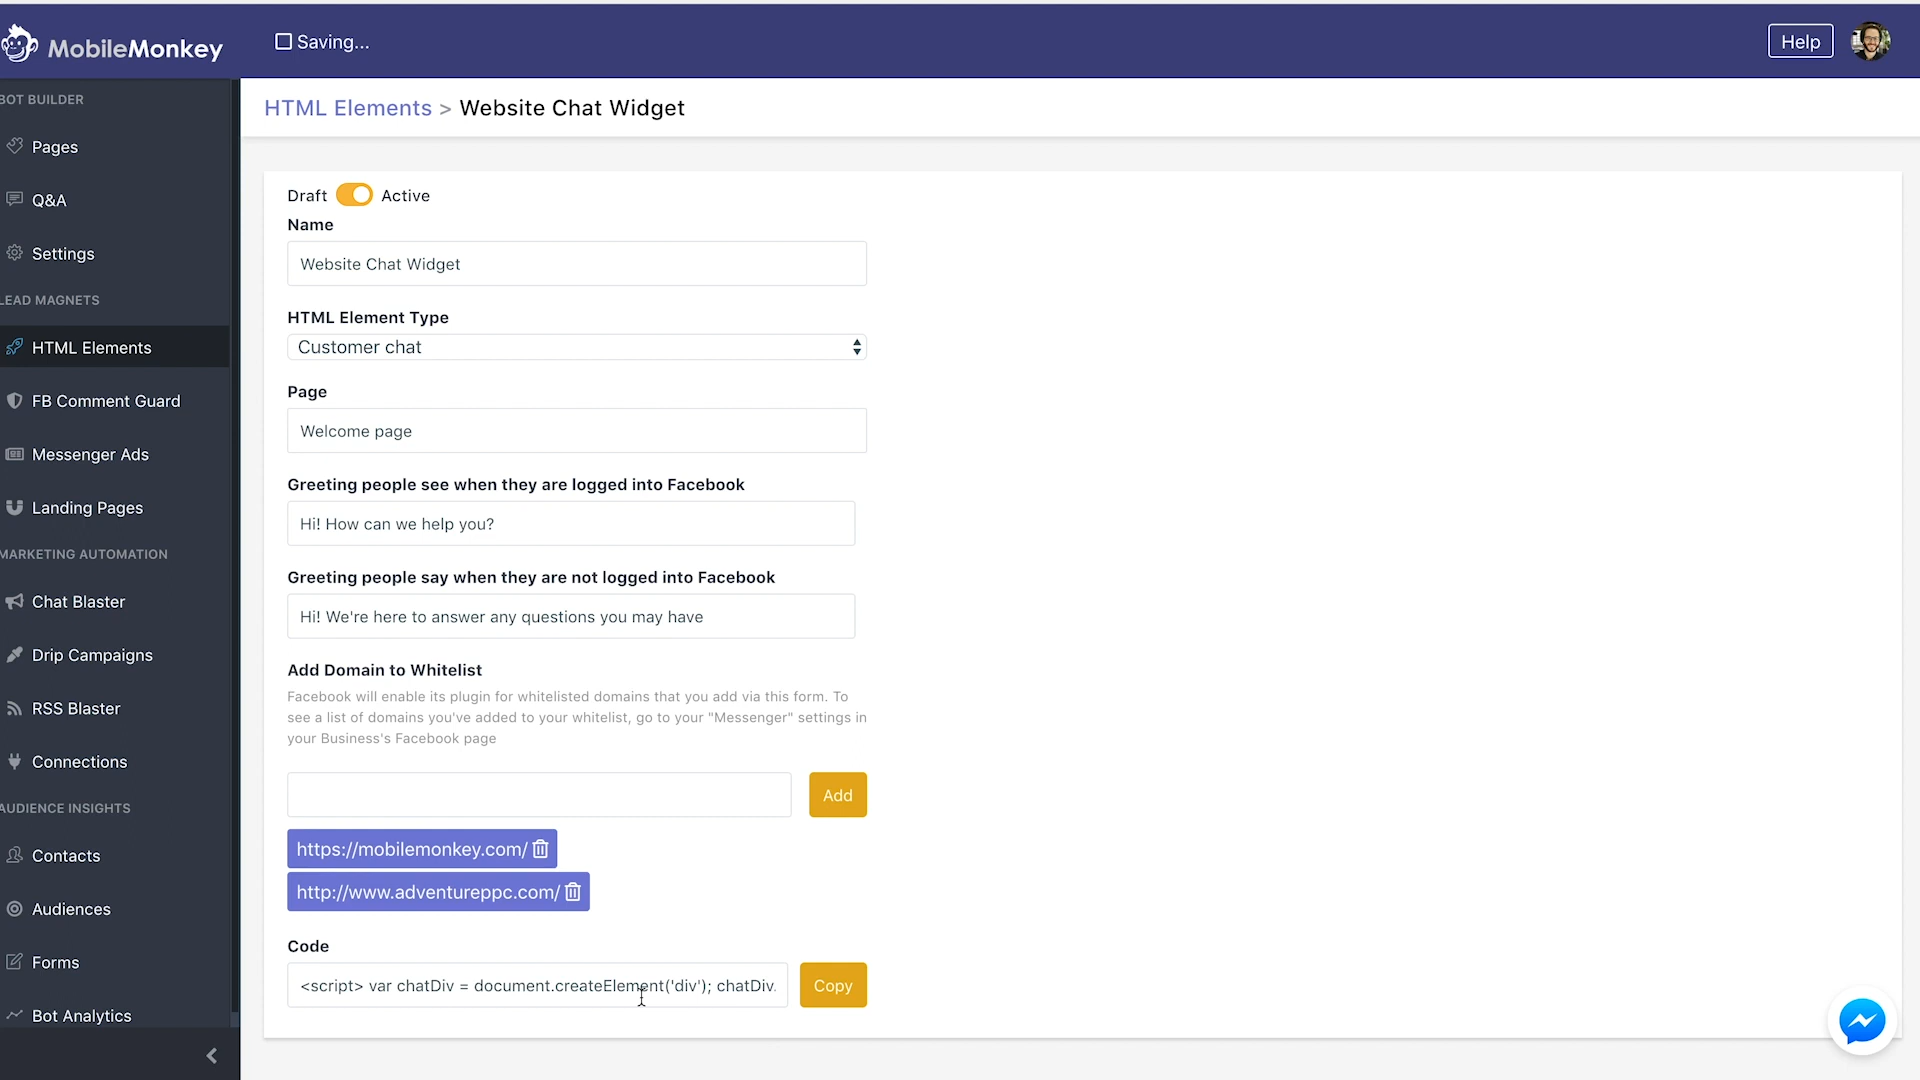 MobileMonkey
Saving...
Help
BOT BUILDER
Pages
Q&A
Settings
LEAD MAGNETS
HTML Elements
FB Comment Guard
Messenger Ads
Landing Pages
MARKETING AUTOMATION
Chat Blaster
Drip Campaigns
RSS Blaster
Connections
AUDIENCE INSIGHTS
Contacts
Audiences
Forms
Bot Analytics
HTML Elements > Website Chat Widget
Draft Active
Name
Website Chat Widget
HTML Element Type
Customer chat
Page
Welcome page
Greeting people see when they are logged into Facebook
Hi! How can we help you?
Greeting people say when they are not logged into Facebook
Hi! We're here to answer any questions you may have
Add Domain to Whitelist
Facebook will enable its plugin for whitelisted domains that you add via this form. To
see a list of domains you've added to your whitelist, go to your "Messenger" settings in
your Business's Facebook page
Add
https://mobilemonkey.com/
http://www.adventureppc.com/
Code
<script> var chatDiv = document.createElement('div'); chatDiv.
Copy